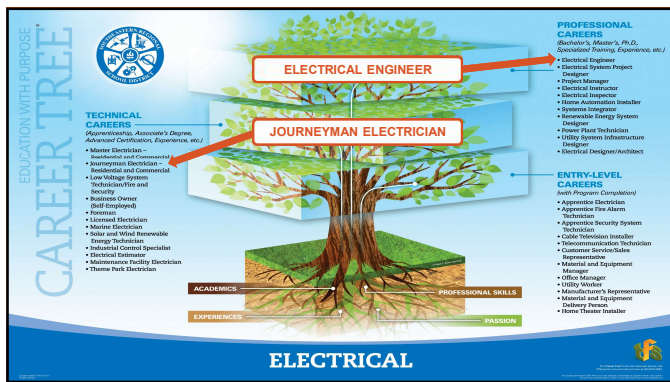 EDUCATION WITH PURPOSE
CAREER TREE
SOUTHEASTERN REGIONAL
SCHOOL DISTRICT
ELECTRICAL ENGINEER
JOURNEYMAN ELECTRICIAN
TECHNICAL
CAREERS
(Apprenticeship, Associate's Degree,
Advanced Certification, Experience, etc.)
• Master Electrician –
Residential and Commercial
• Journeyman Electrician –
Residential and Commercial
• Low Voltage System
Technician/Fire and
Security
• Business Owner
(Self-Employed)
• Foreman
• Licensed Electrician
• Marine Electrician
• Solar and Wind Renewable
Energy Technician
• Industrial Control Specialist
• Electrical Estimator
• Maintenance Facility Electrician
• Theme Park Electrician
PROFESSIONAL
CAREERS
(Bachelor's, Master's, Ph.D.,
Specialized Training, Experience, etc.)
• Electrical Engineer
• Electrical System Project
Designer
• Project Manager
• Electrical Instructor
• Electrical Inspector
• Home Automation Installer
• Systems Integrator
• Renewable Energy System
Designer
• Power Plant Technician
• Utility System Infrastructure
Designer
• Electrical Designer/Architect
ENTRY-LEVEL
CAREERS
(with Program Completion)
• Apprentice Electrician
• Apprentice Fire Alarm
Technician
• Apprentice Security System
Technician
• Cable Television Installer
• Telecommunication Technician
• Customer Service/Sales
Representative
• Material and Equipment
Manager
• Office Manager
• Utility Worker
• Manufacturer's Representative
• Material and Equipment
Delivery Person
• Home Theater Installer
ACADEMICS
PROFESSIONAL SKILLS
EXPERIENCES
PASSION
ELECTRICAL